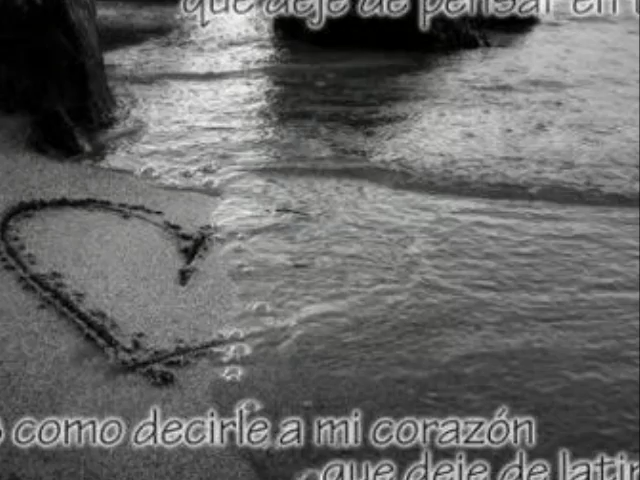 que deje de pensar en
como decirle a mi corazón
que deje de latir